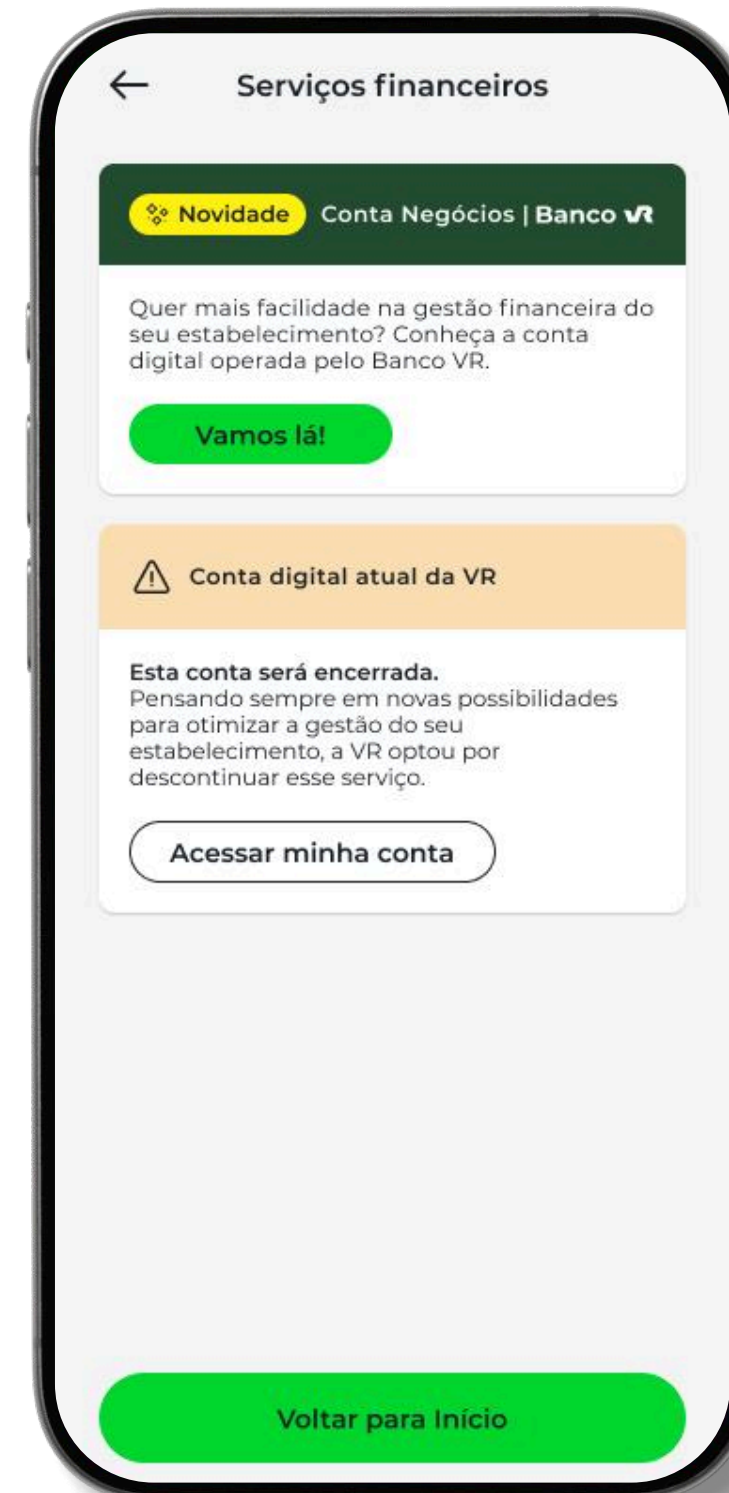 Serviços financeiros
Novidade Conta Negócios | Banco VR
Quer mais facilidade na gestão financeira do
seu estabelecimento? Conheça a conta
digital operada pelo Banco VR.
Vamos lá!
Conta digital atual da VR
Esta conta será encerrada.
Pensando sempre em novas possibilidades
para otimizar a gestão do seu
estabelecimento, a VR optou por
descontinuar esse serviço.
Acessar minha conta
Voltar para Início